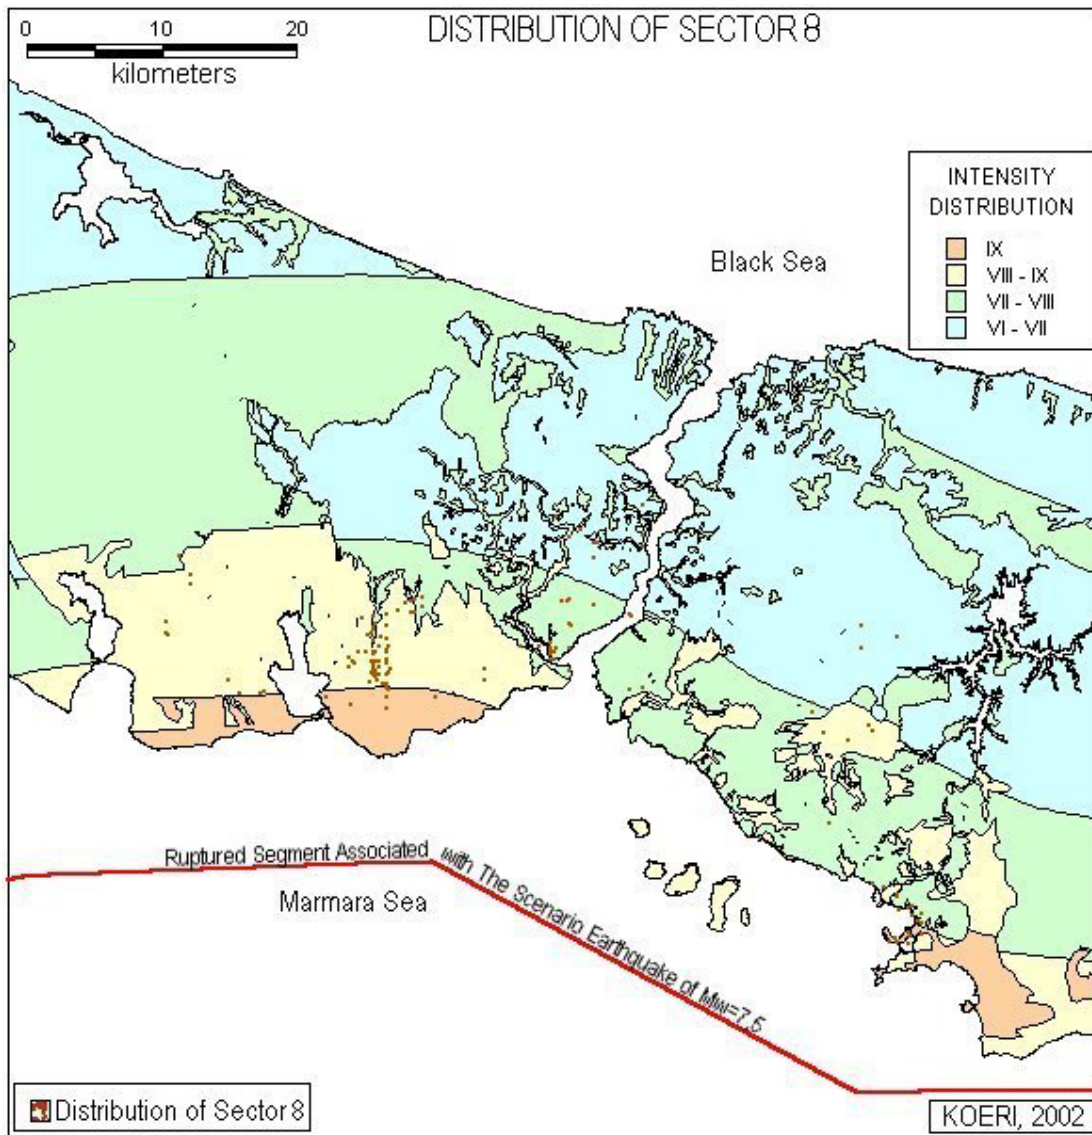 DISTRIBUTION OF SECTOR 8
0 10 20
kilometers
INTENSITY
DISTRIBUTION
IX
VIII - IX
VII - VIII
VI - VII
Black Sea
Ruptured Segment Associated with The Scenario Earthquake of Mw=7.5
Marmara Sea
Distribution of Sector 8
KOERI, 2002